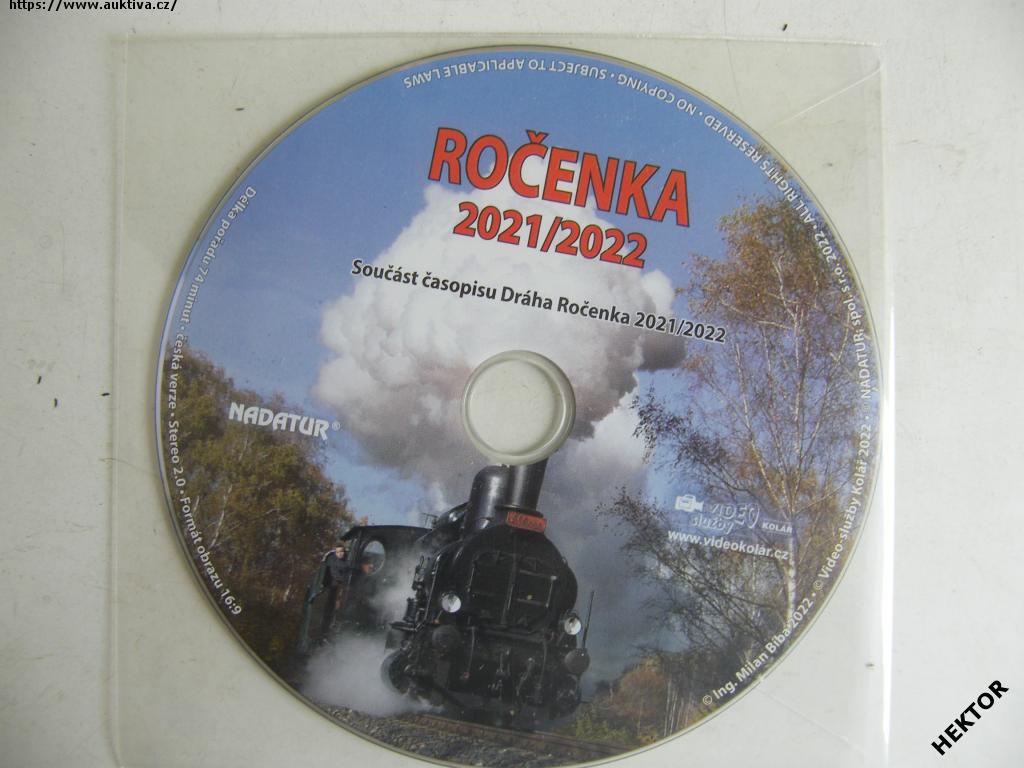 https://www.auktiva.cz/
NO COPYING • SUBJECT TO APPLICABLE LAWS
ALL RIGHTS RESERVED •
ROČENKA
2021/2022
Součást časopisu Dráha Ročenka 2021/2022
Délka pořadu 74 minut • česká verze • Stereo 2.0 • Formát obrazu 16:9
NADATUR®
VIDEO
služby KOLÁŘ
www.videokolár.cz
© Ing. Milan Bíba 2022 • © Video-služby Kolář 2022 • © NADATUR, spol. s r. o. 2022 •
HEKTOR